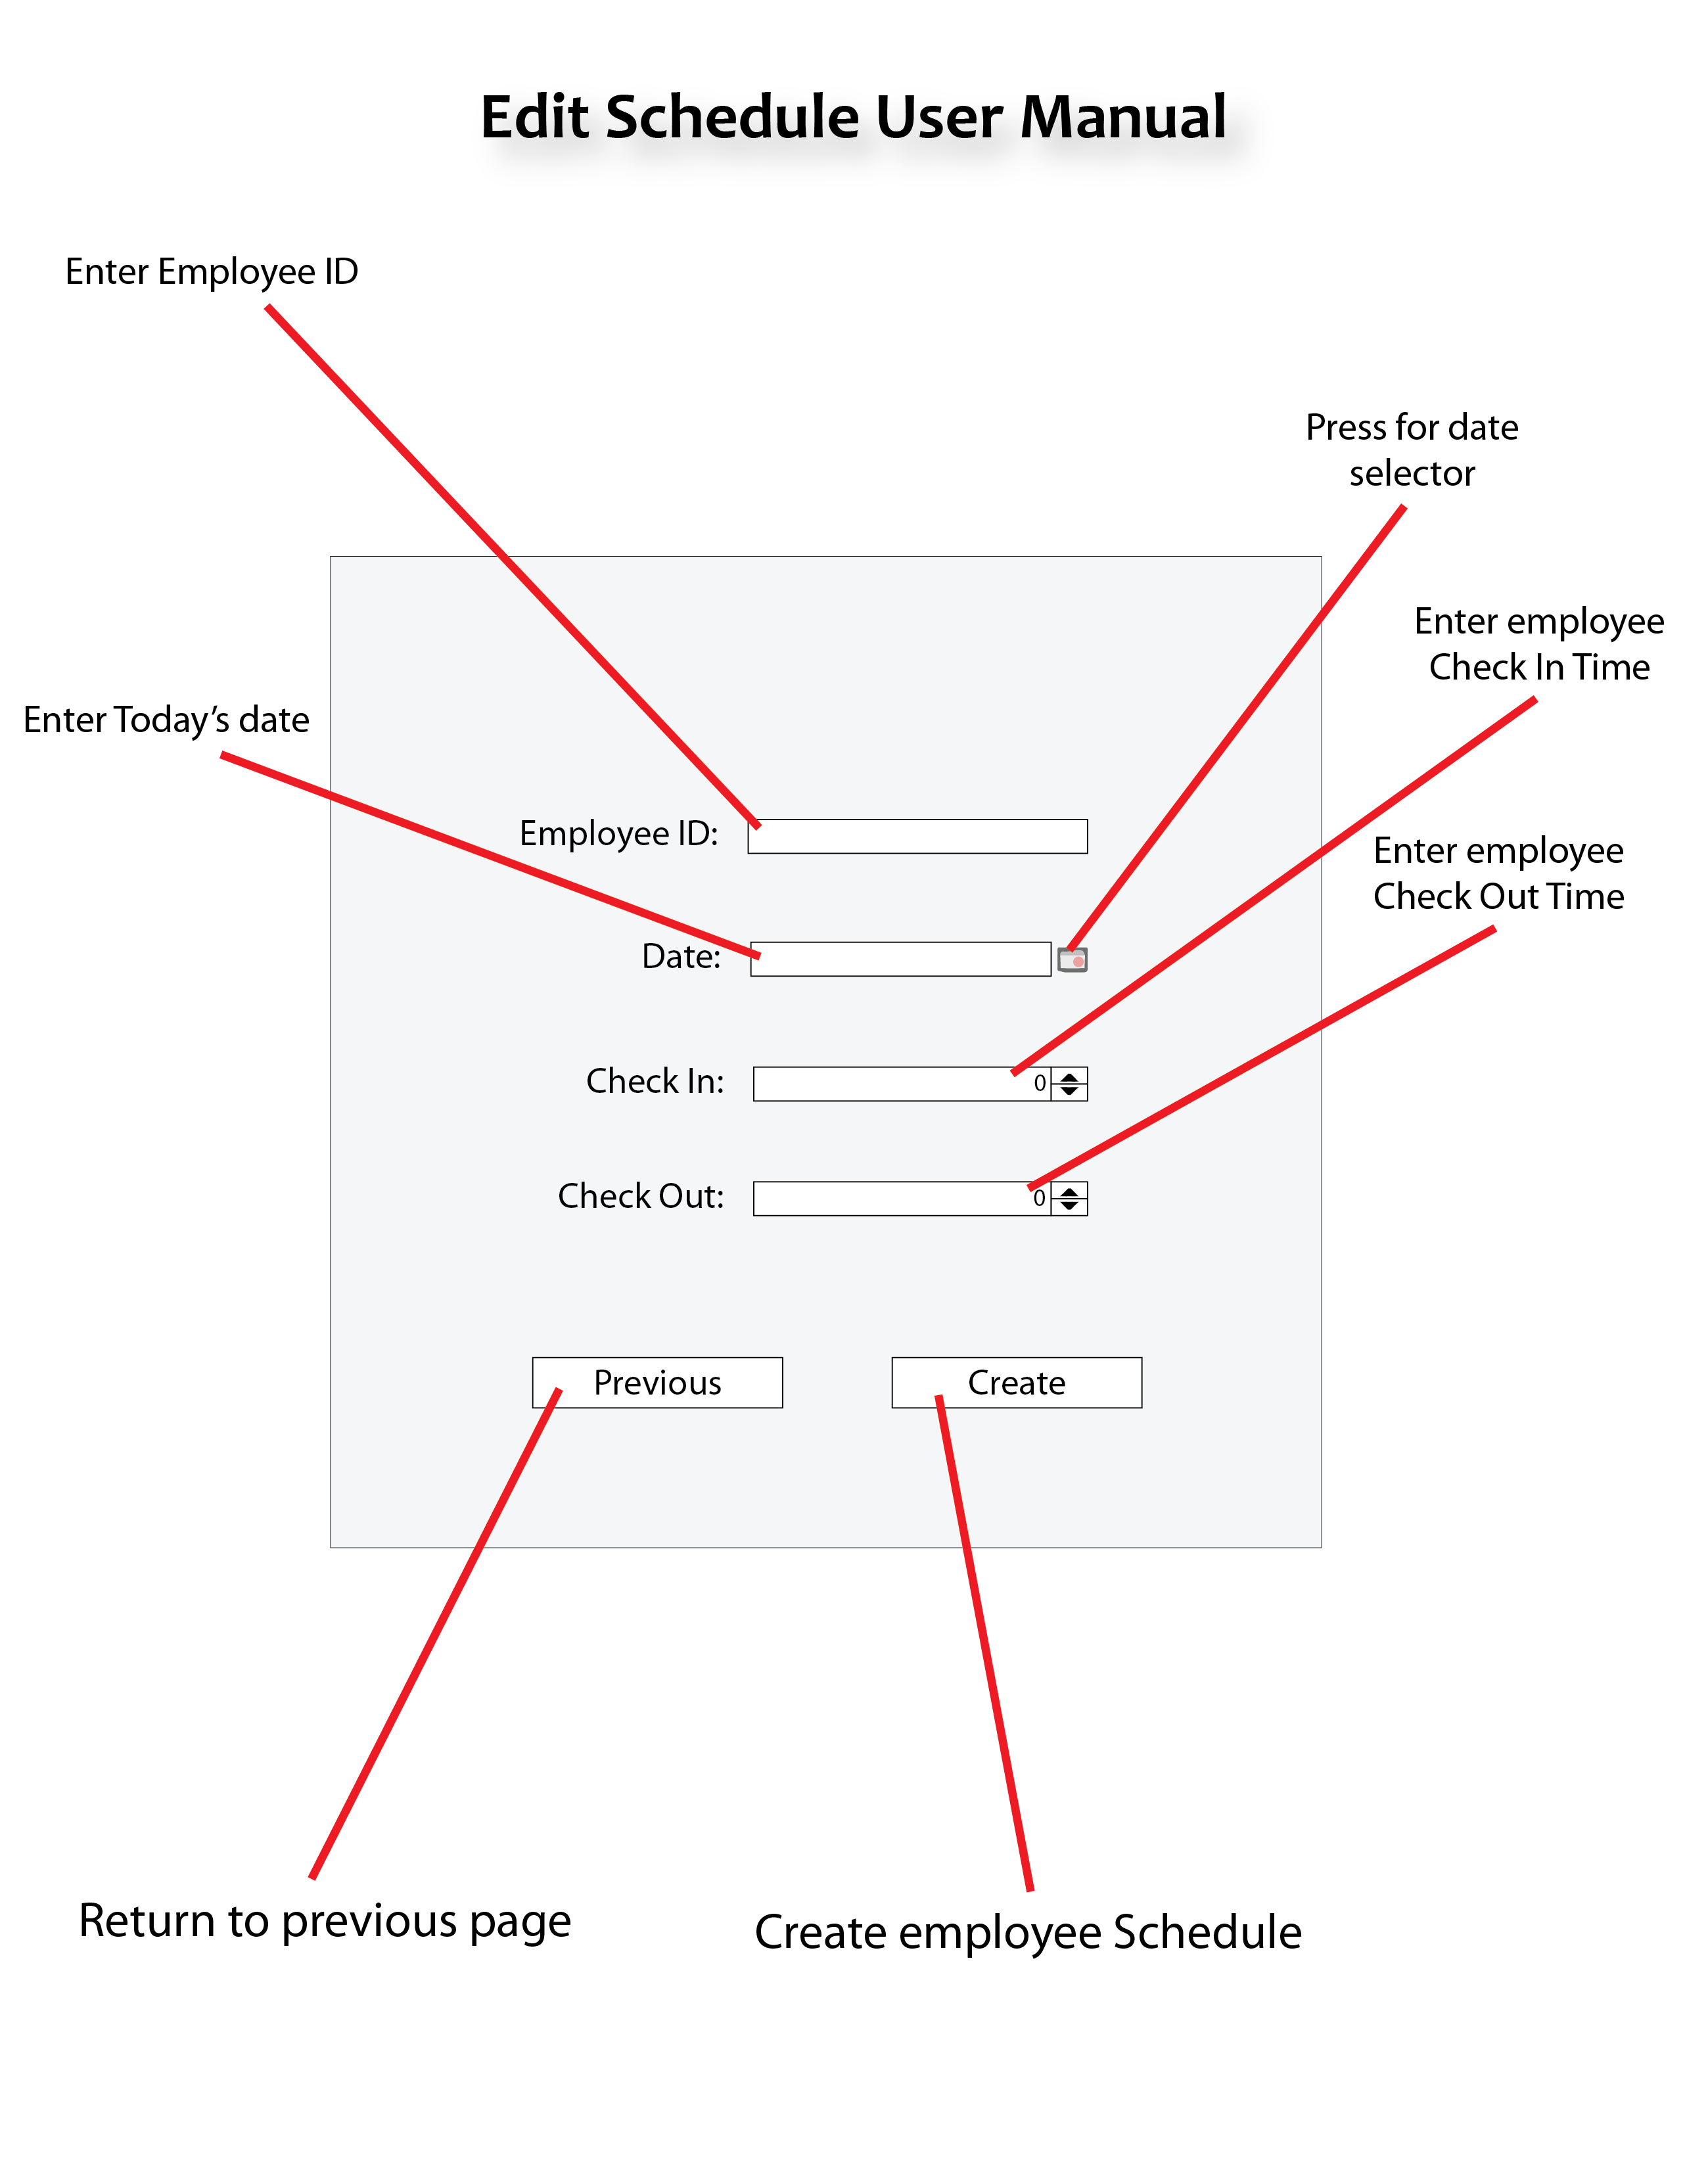 Edit Schedule User Manual
Enter Employee ID
Press for date
selector
Enter employee
Check In Time
Enter Today’s date
Employee ID:
Enter employee
Check Out Time
Date:
Check In:
0
Check Out:
0
Previous
Create
Return to previous page
Create employee Schedule